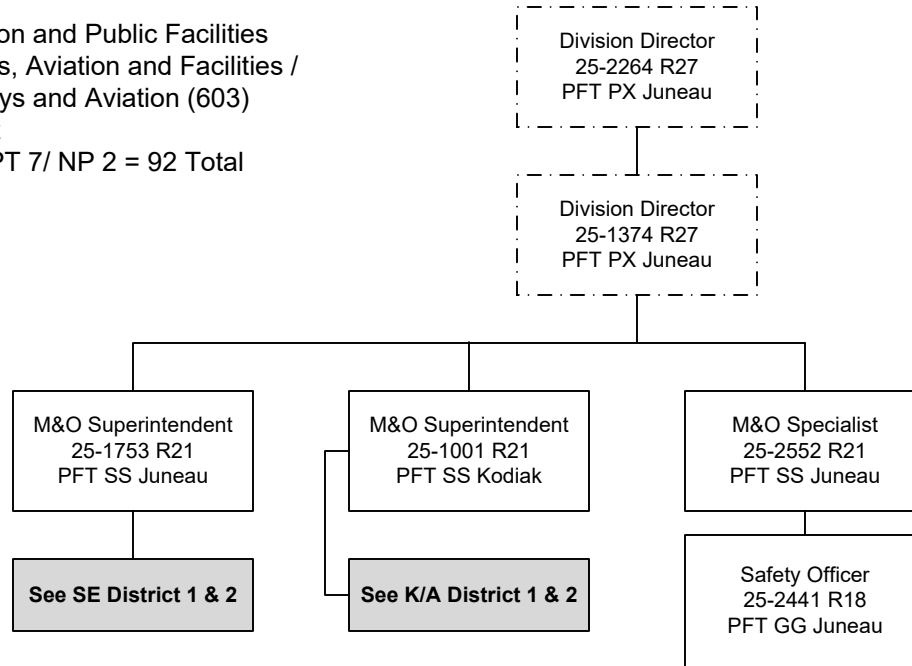 on and Public Facilities
s, Aviation and Facilities /
ys and Aviation (603)
PT 7/ NP 2 = 92 Total
Division Director
25-2264 R27
PFT PX Juneau
Division Director
25-1374 R27
PFT PX Juneau
M&O Superintendent
25-1753 R21
PFT SS Juneau
M&O Superintendent
25-1001 R21
PFT SS Kodiak
M&O Specialist
25-2552 R21
PFT SS Juneau
See SE District 1 & 2
See K/A District 1 & 2
Safety Officer
25-2441 R18
PFT GG Juneau